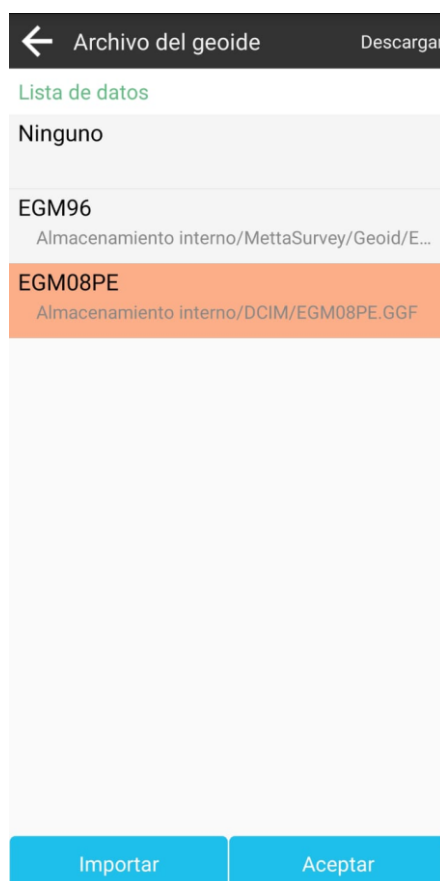 Archivo del geoide Descargar
Lista de datos
Ninguno
EGM96
Almacenamiento interno/MettaSurvey/Geoid/E...
EGM08PE
Almacenamiento interno/DCIM/EGM08PE.GGF
Importar Aceptar